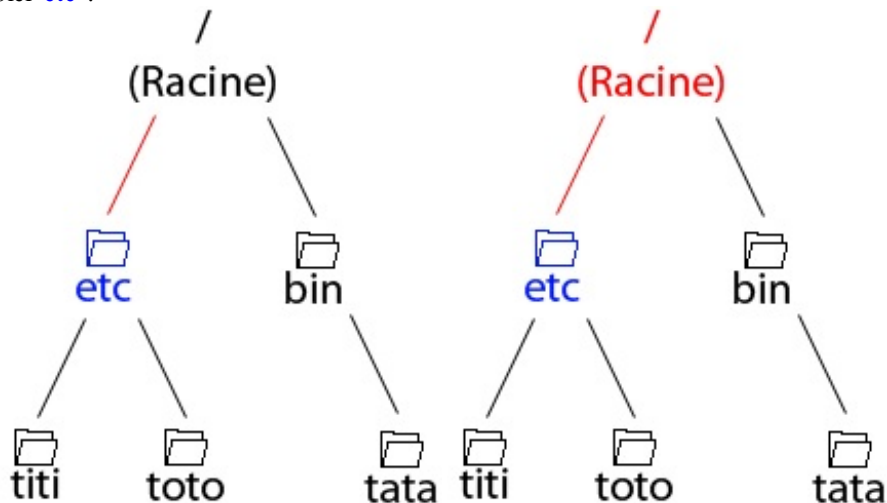 / /
(Racine) (Racine)
etc bin etc bin
titi toto tata titi toto tata